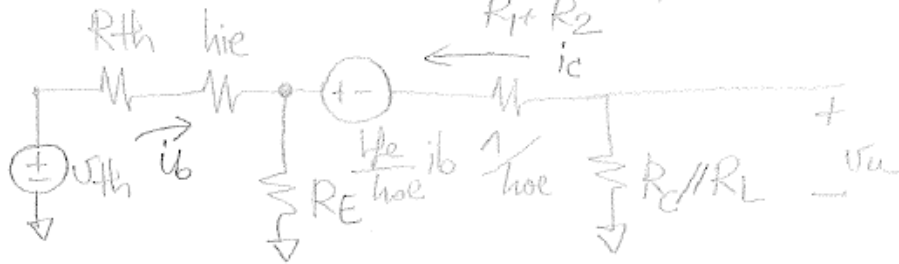 R1+ R2
Rth hie
ic
+ -
+
-
vth
ib
RE
hfe/hoe ib
1/hoe
RC//RL
+
vu
-